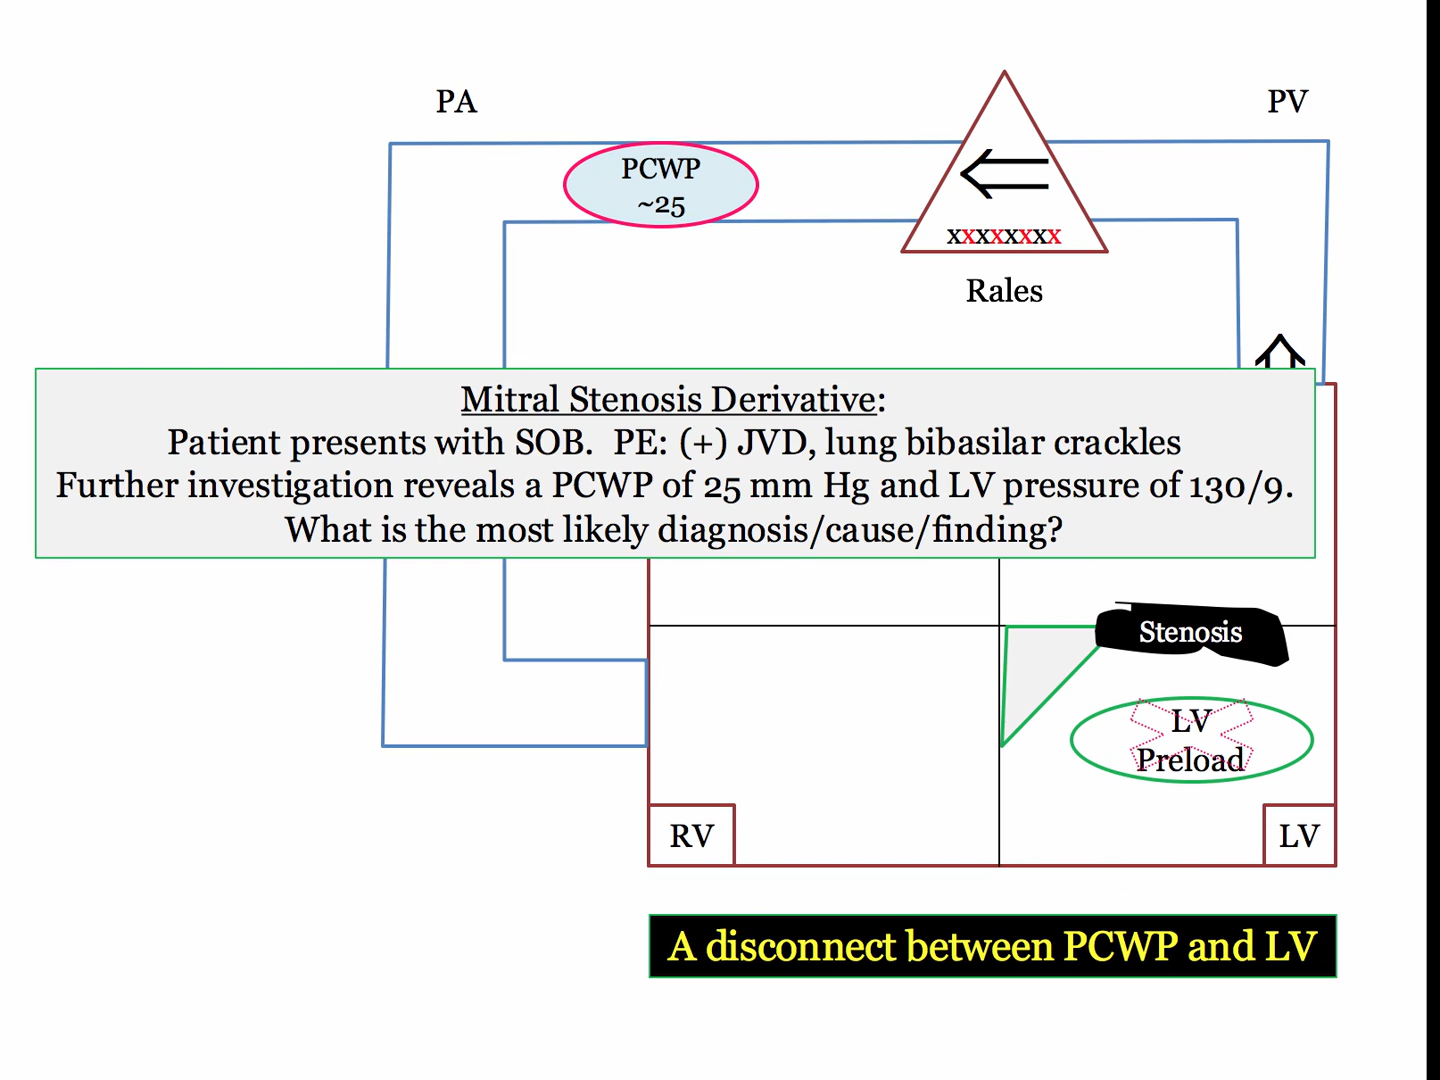 PA
PV
PCWP
~25
xxxxxxxx
Rales
Mitral Stenosis Derivative:
Patient presents with SOB.  PE: (+) JVD, lung bibasilar crackles
Further investigation reveals a PCWP of 25 mm Hg and LV pressure of 130/9.
What is the most likely diagnosis/cause/finding?
Stenosis
LV
Preload
RV
LV
A disconnect between PCWP and LV